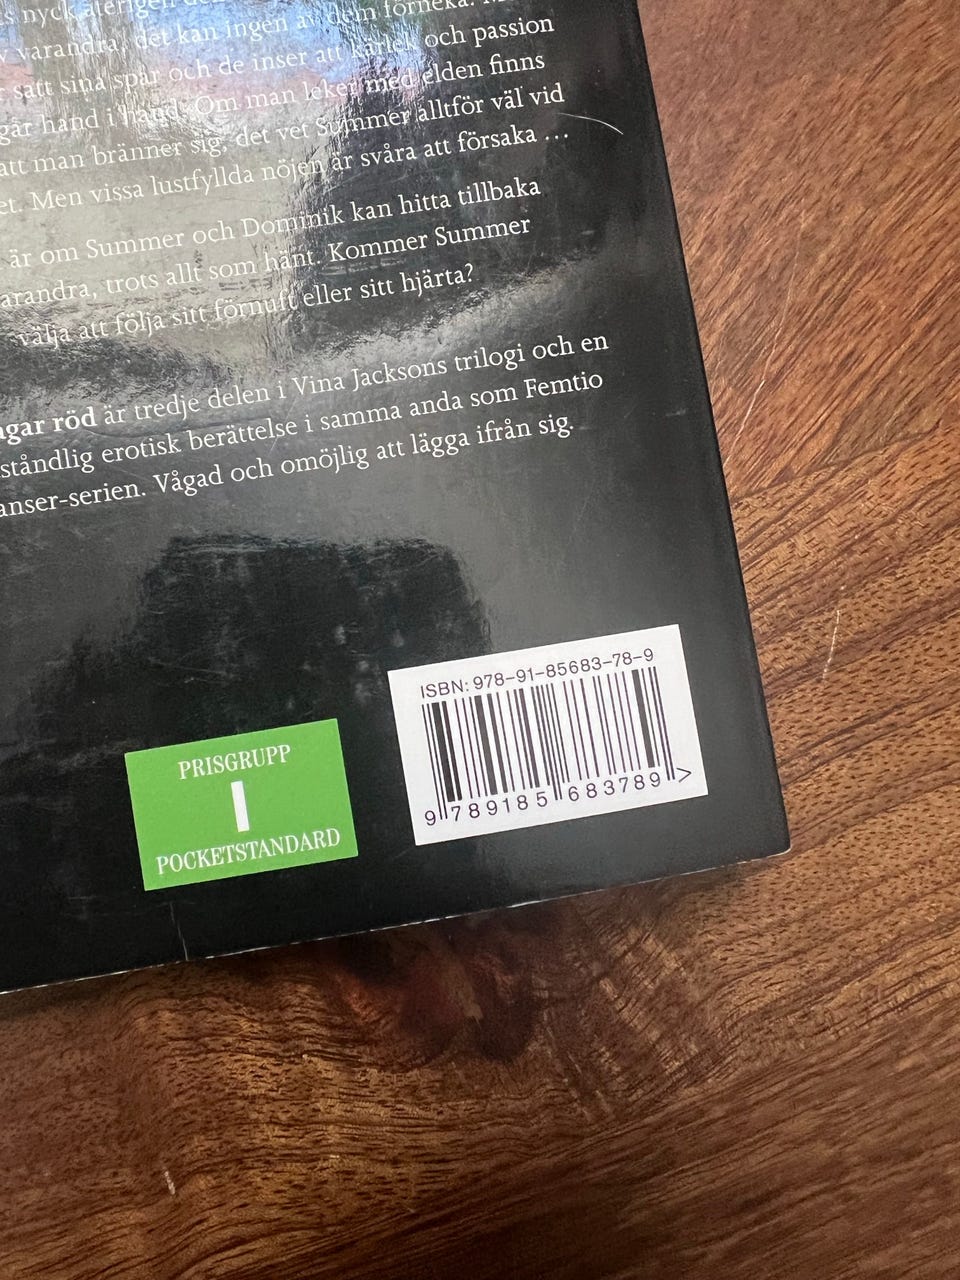 nyck återigen
varandra, det kan ingen av dem förneka.
satt sina spår och de inser att kärlek och passion
går hand i hand. Om man leker med elden finns
att man bränner sig, det vet Summer alltför väl vid
et. Men vissa lustfyllda nöjen är svåra att försaka ...
är om Summer och Dominik kan hitta tillbaka
arandra, trots allt som hänt. Kommer Summer
välja att följa sitt förnuft eller sitt hjärta?
gar röd är tredje delen i Vina Jacksons trilogi och en
ståndlig erotisk berättelse i samma anda som Femtio
anser-serien. Vågad och omöjlig att lägga ifrån sig.
ISBN: 978-91-85683-78-9
9 789185 683789 >
PRISGRUPP
I
POCKETSTANDARD